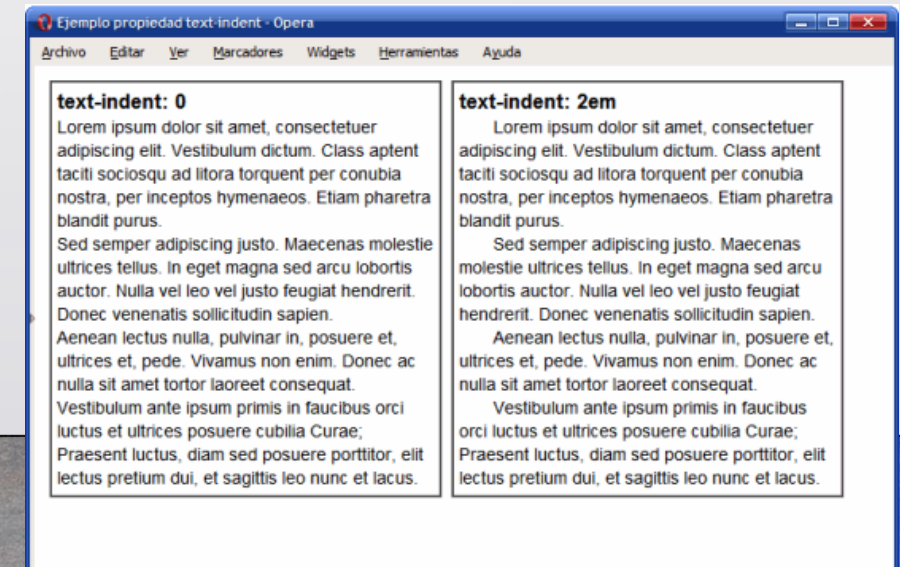 Ejemplo propiedad text-indent - Opera
Archivo Editar Ver Marcadores Widgets Herramientas Ayuda
text-indent: 0
Lorem ipsum dolor sit amet, consectetuer
adipiscing elit. Vestibulum dictum. Class aptent
taciti sociosqu ad litora torquent per conubia
nostra, per inceptos hymenaeos. Etiam pharetra
blandit purus.
Sed semper adipiscing justo. Maecenas molestie
ultrices tellus. In eget magna sed arcu lobortis
auctor. Nulla vel leo vel justo feugiat hendrerit.
Donec venenatis sollicitudin sapien.
Aenean lectus nulla, pulvinar in, posuere et,
ultrices et, pede. Vivamus non enim. Donec ac
nulla sit amet tortor laoreet consequat.
Vestibulum ante ipsum primis in faucibus orci
luctus et ultrices posuere cubilia Curae;
Praesent luctus, diam sed posuere porttitor, elit
lectus pretium dui, et sagittis leo nunc et lacus.
text-indent: 2em
Lorem ipsum dolor sit amet, consectetuer
adipiscing elit. Vestibulum dictum. Class aptent
taciti sociosqu ad litora torquent per conubia
nostra, per inceptos hymenaeos. Etiam pharetra
blandit purus.
Sed semper adipiscing justo. Maecenas
molestie ultrices tellus. In eget magna sed arcu
lobortis auctor. Nulla vel leo vel justo feugiat
hendrerit. Donec venenatis sollicitudin sapien.
Aenean lectus nulla, pulvinar in, posuere et,
ultrices et, pede. Vivamus non enim. Donec ac
nulla sit amet tortor laoreet consequat.
Vestibulum ante ipsum primis in faucibus
orci luctus et ultrices posuere cubilia Curae;
Praesent luctus, diam sed posuere porttitor, elit
lectus pretium dui, et sagittis leo nunc et lacus.